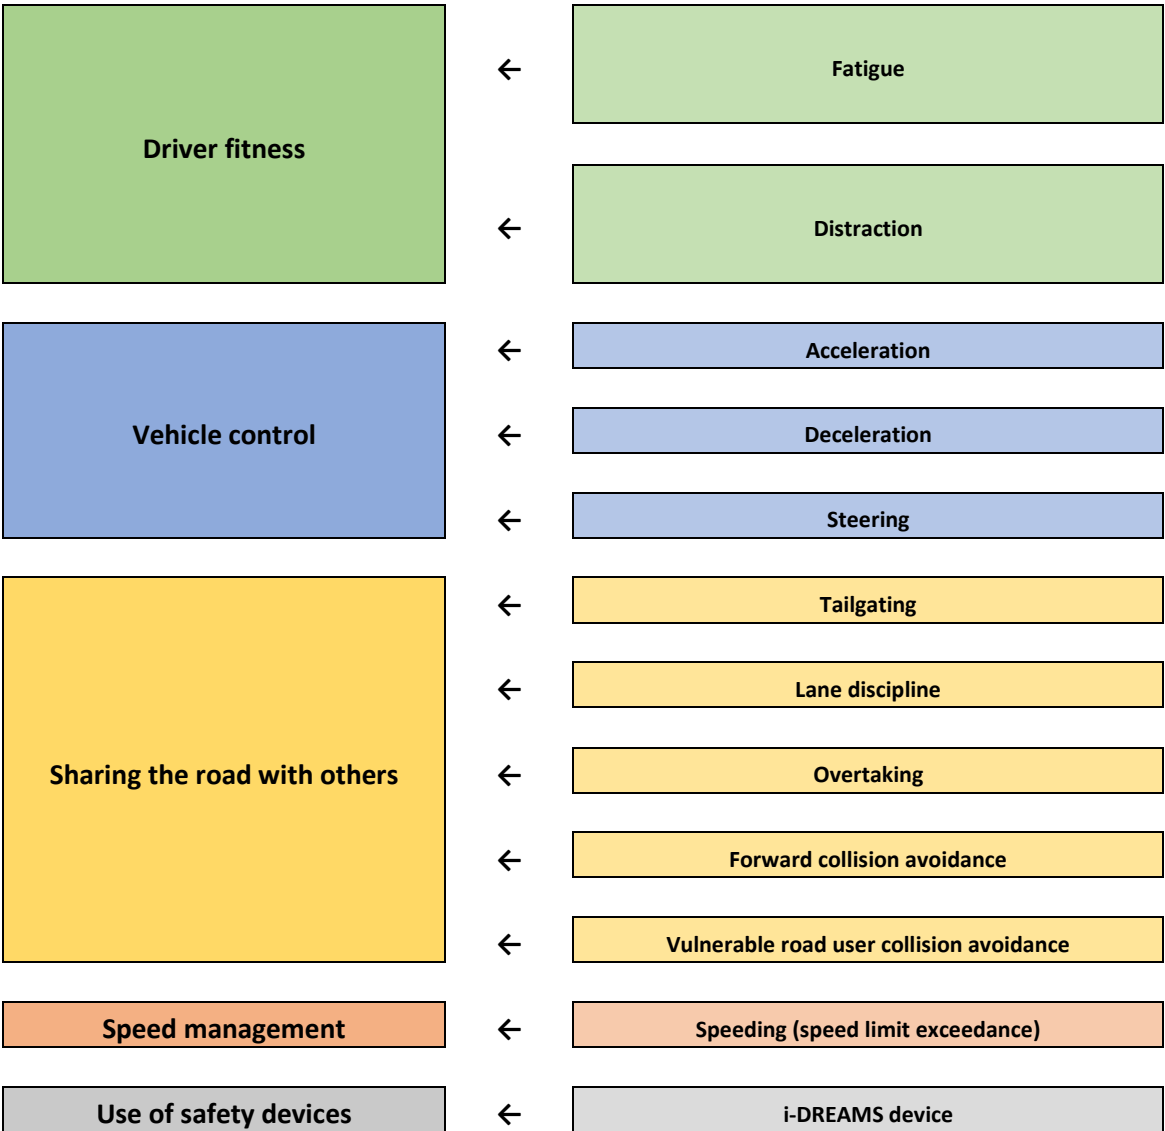 Driver fitness
← Fatigue
← Distraction
Vehicle control
← Acceleration
← Deceleration
← Steering
Sharing the road with others
← Tailgating
← Lane discipline
← Overtaking
← Forward collision avoidance
← Vulnerable road user collision avoidance
Speed management ← Speeding (speed limit exceedance)
Use of safety devices ← i-DREAMS device